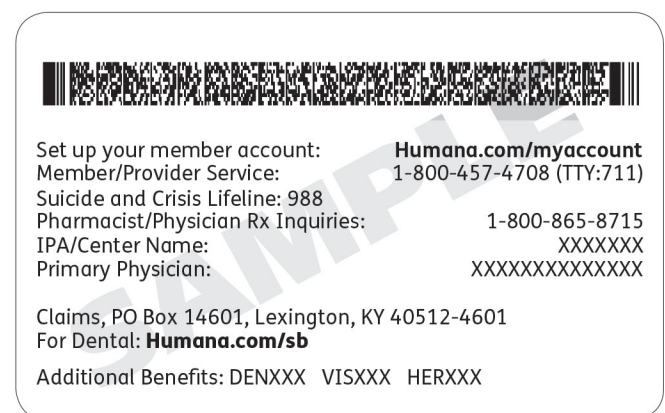 SAMPLE
Set up your member account: Humana.com/myaccount
Member/Provider Service: 1-800-457-4708 (TTY:711)
Suicide and Crisis Lifeline: 988
Pharmacist/Physician Rx Inquiries: 1-800-865-8715
IPA/Center Name: XXXXXXX
Primary Physician: XXXXXXXXXXXXXX
Claims, PO Box 14601, Lexington, KY 40512-4601
For Dental: Humana.com/sb
Additional Benefits: DENXXX VISXXX HERXXX